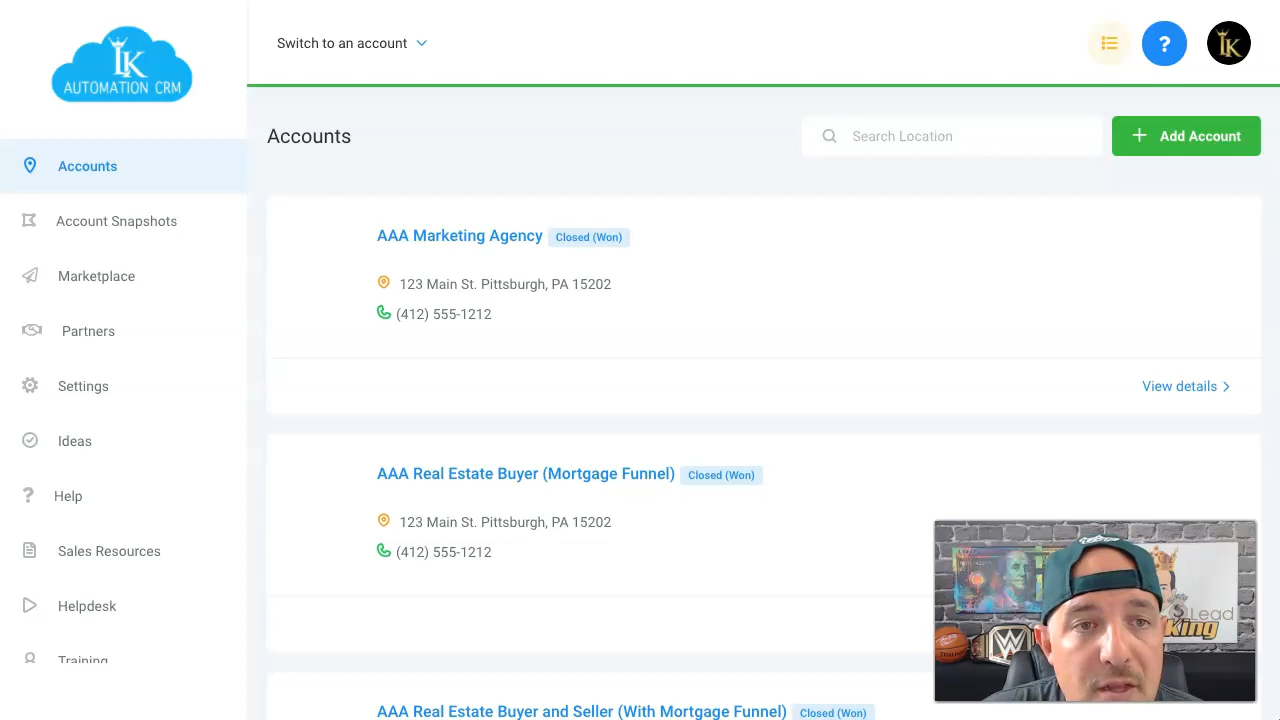 LK
AUTOMATION CRM
Switch to an account
?
LK
Accounts
Search Location
+ Add Account
Accounts
Account Snapshots
Marketplace
Partners
Settings
Ideas
? Help
Sales Resources
Helpdesk
Training
AAA Marketing Agency Closed (Won)
123 Main St. Pittsburgh, PA 15202
(412) 555-1212
View details >
AAA Real Estate Buyer (Mortgage Funnel) Closed (Won)
123 Main St. Pittsburgh, PA 15202
(412) 555-1212
AAA Real Estate Buyer and Seller (With Mortgage Funnel) Closed (Won)
Lead
King
W